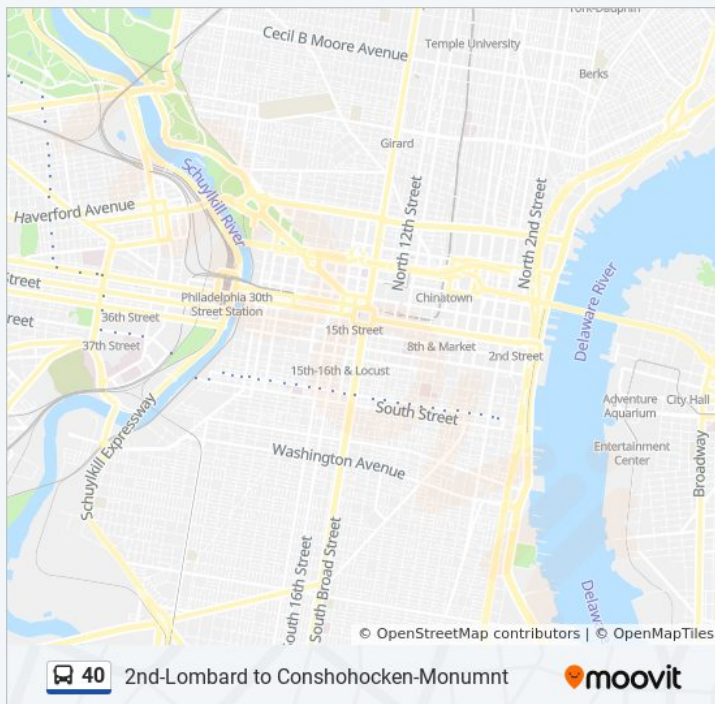 York-Dauphin
Cecil B Moore Avenue
Temple University
Berks
Girard
Schuylkill River
North 12th Street
North 2nd Street
Haverford Avenue
Delaware River
Street
Philadelphia 30th
Street Station
Chinatown
36th Street
Street
15th Street
37th Street
8th & Market
2nd Street
15th-16th & Locust
Adventure
Aquarium
City Hall
South Street
Schuylkill Expressway
Entertainment
Center
Broadway
Washington Avenue
South 16th Street
South Broad Street
Delaw
© OpenStreetMap contributors | © OpenMapTiles
40 2nd-Lombard to Conshohocken-Monumnt
moovit